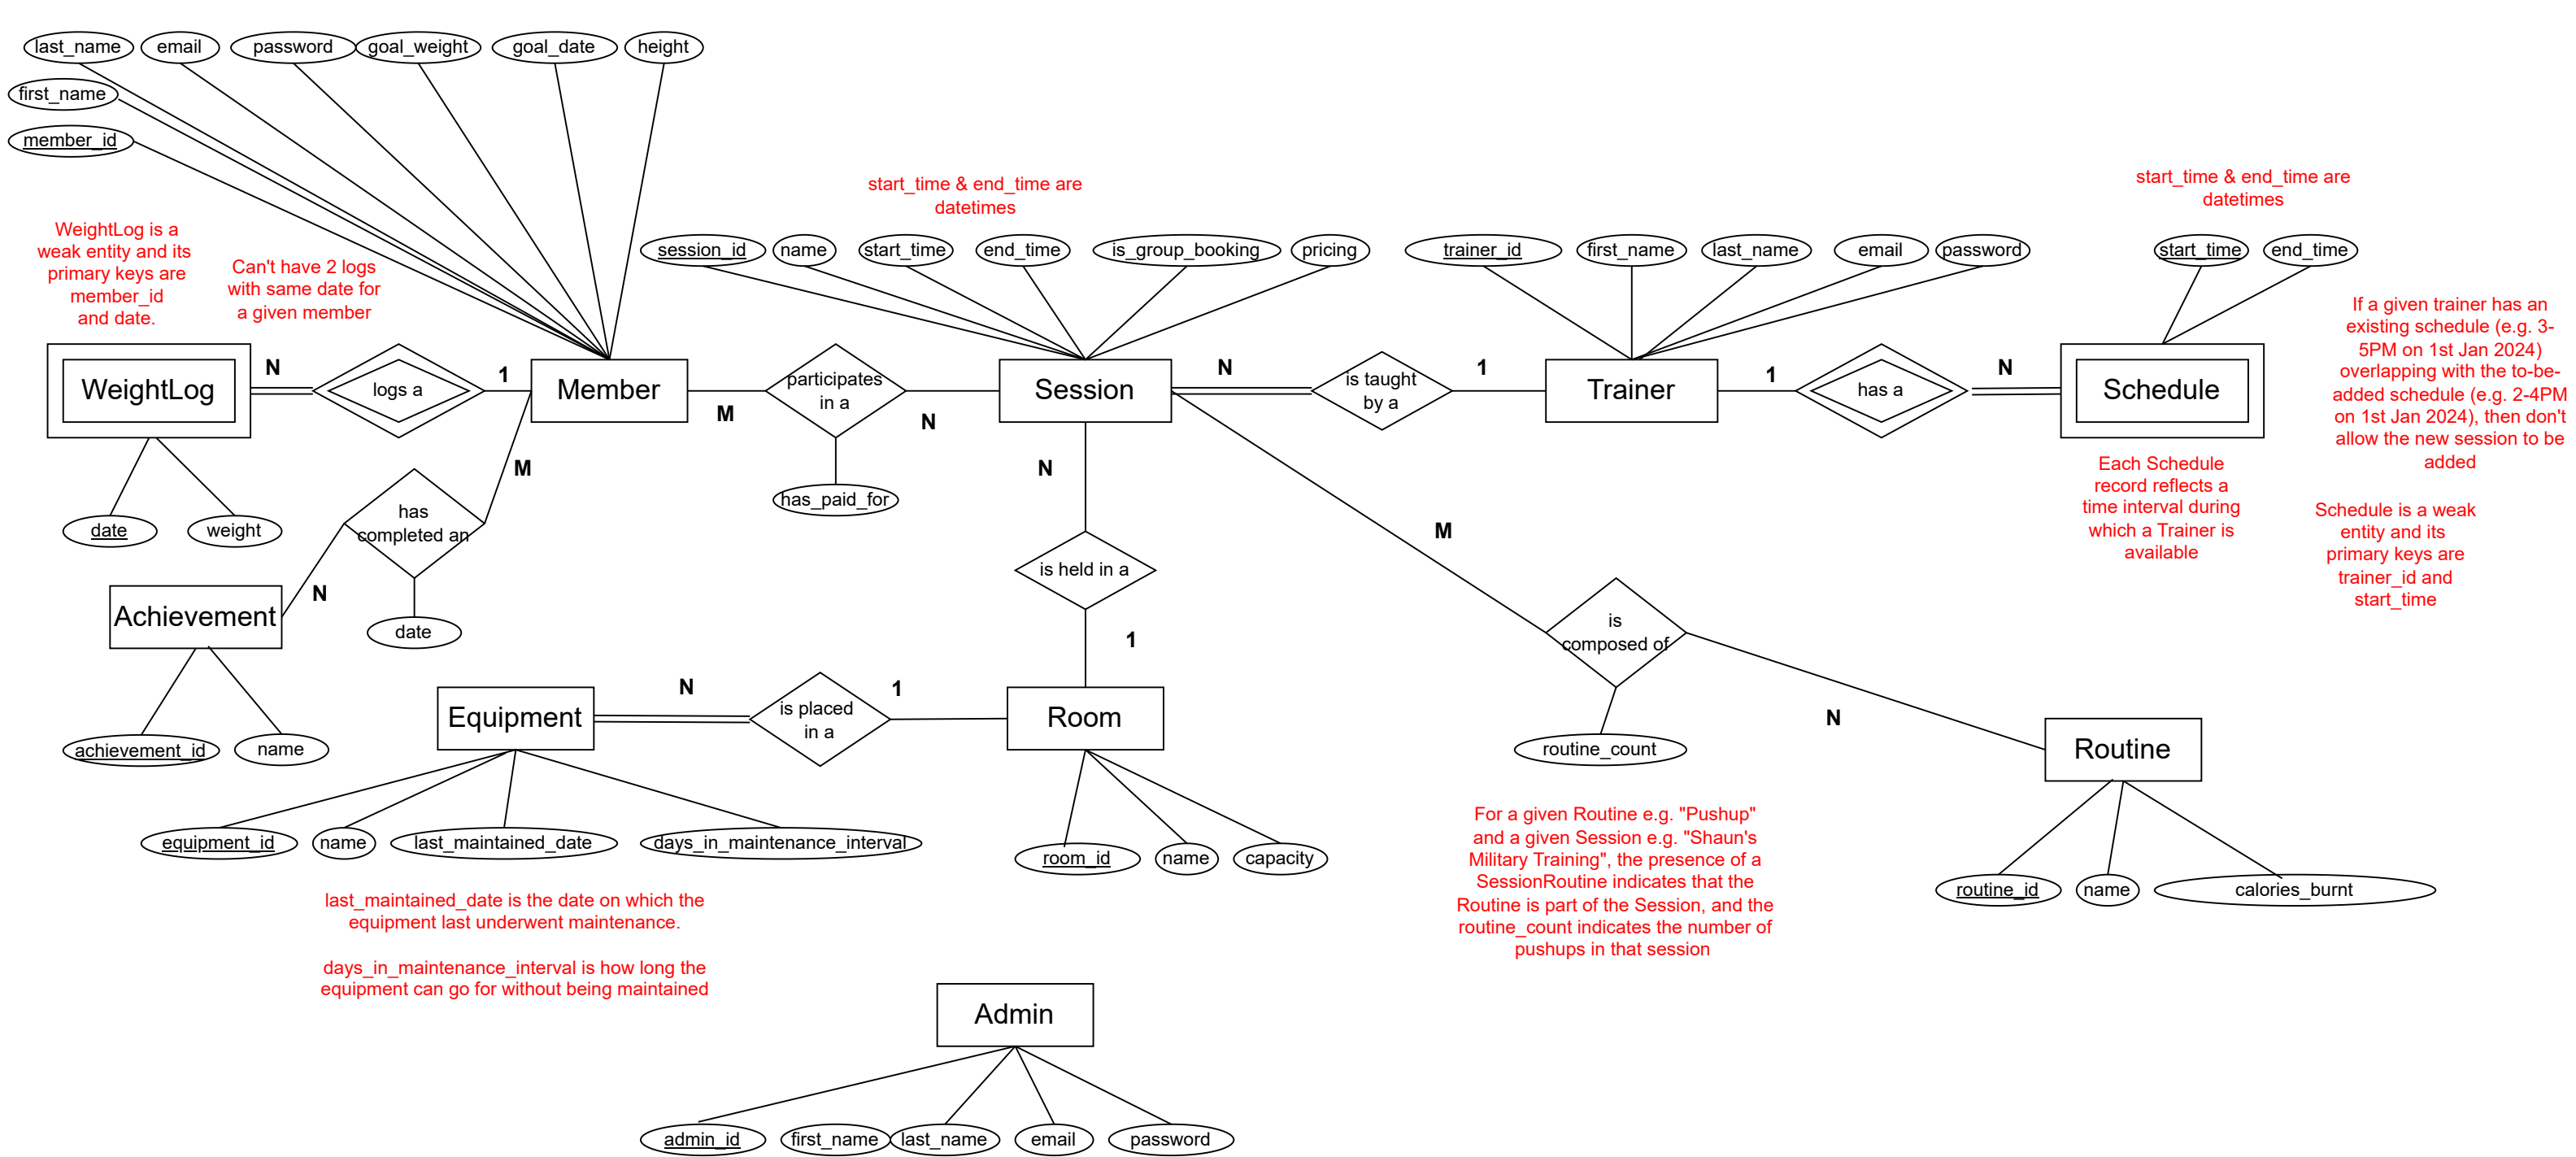 last_name
email
password
goal_weight
goal_date
height
first_name
member_id
start_time & end_time are
datetimes
start_time & end_time are
datetimes
WeightLog is a
weak entity and its
primary keys are
member_id
and date.
Can't have 2 logs
with same date for
a given member
session_id
name
start_time
end_time
is_group_booking
pricing
trainer_id
first_name
last_name
email
password
start_time
end_time
If a given trainer has an
existing schedule (e.g. 3-
5PM on 1st Jan 2024)
overlapping with the to-be-
added schedule (e.g. 2-4PM
on 1st Jan 2024), then don't
allow the new session to be
added
WeightLog
N
logs a
1
Member
M
participates
in a
N
Session
N
is taught
by a
1
Trainer
1
has a
N
Schedule
Each Schedule
record reflects a
time interval during
which a Trainer is
available
Schedule is a weak
entity and its
primary keys are
trainer_id and
start_time
M
N
has_paid_for
date
weight
has
completed an
M
is held in a
N
Achievement
date
1
is
composed of
achievement_id
name
Equipment
N
is placed
in a
1
Room
N
routine_count
Routine
equipment_id
name
last_maintained_date
days_in_maintenance_interval
room_id
name
capacity
For a given Routine e.g. "Pushup"
and a given Session e.g. "Shaun's
Military Training", the presence of a
SessionRoutine indicates that the
Routine is part of the Session, and the
routine_count indicates the number of
pushups in that session
routine_id
name
calories_burnt
last_maintained_date is the date on which the
equipment last underwent maintenance.
days_in_maintenance_interval is how long the
equipment can go for without being maintained
Admin
admin_id
first_name
last_name
email
password